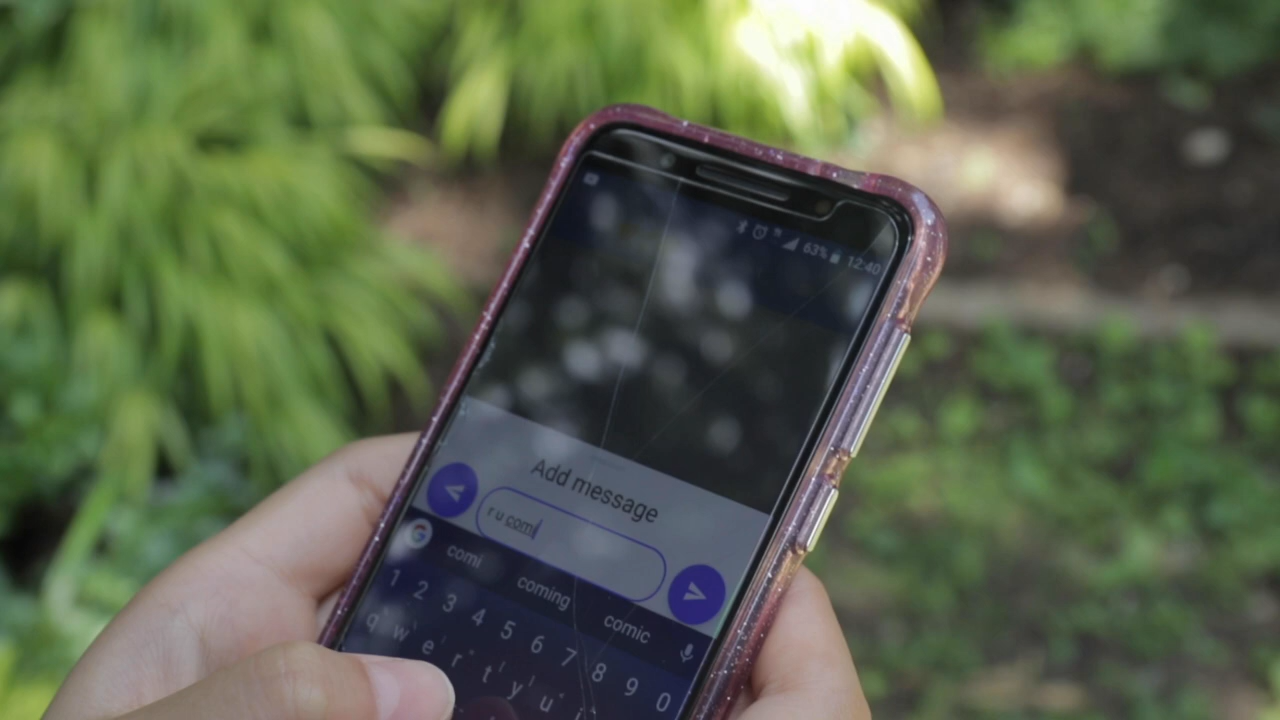 63% 12:40
Add message
r u comi
comi coming comic
1 2 3 4 5 6 7 8 9 0
q w e r t y u i